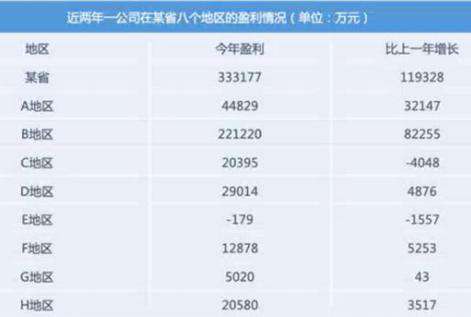 近两年一公司在某省八个地区的盈利情况（单位：万元）
地区 今年盈利 比上一年增长
某省 333177 119328
A地区 44829 32147
B地区 221220 82255
C地区 20395 -4048
D地区 29014 4876
E地区 -179 -1557
F地区 12878 5253
G地区 5020 43
H地区 20580 3517